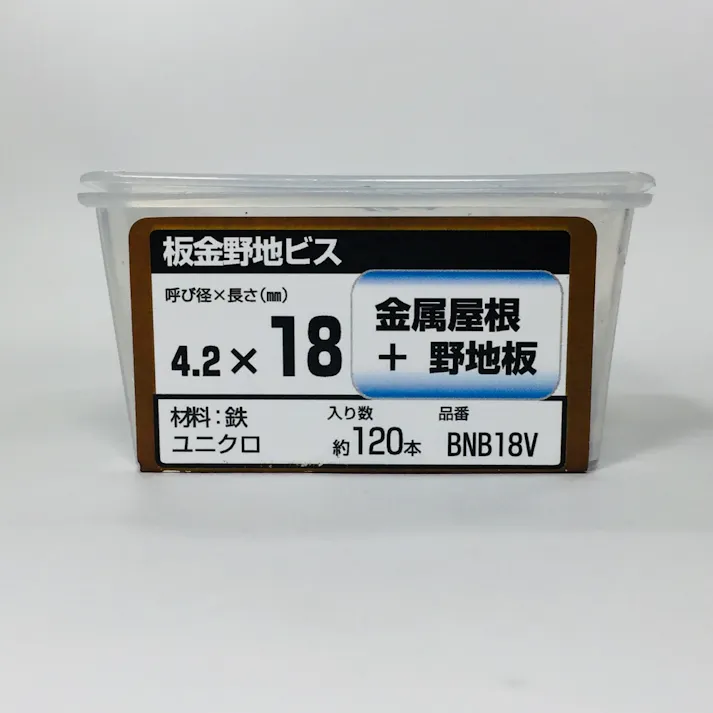 板金野地ビス
呼び径×長さ(㎜)
4.2×18
金属屋根
+ 野地板
材料:鉄
ユニクロ
入り数
約120本
品番
BNB18V